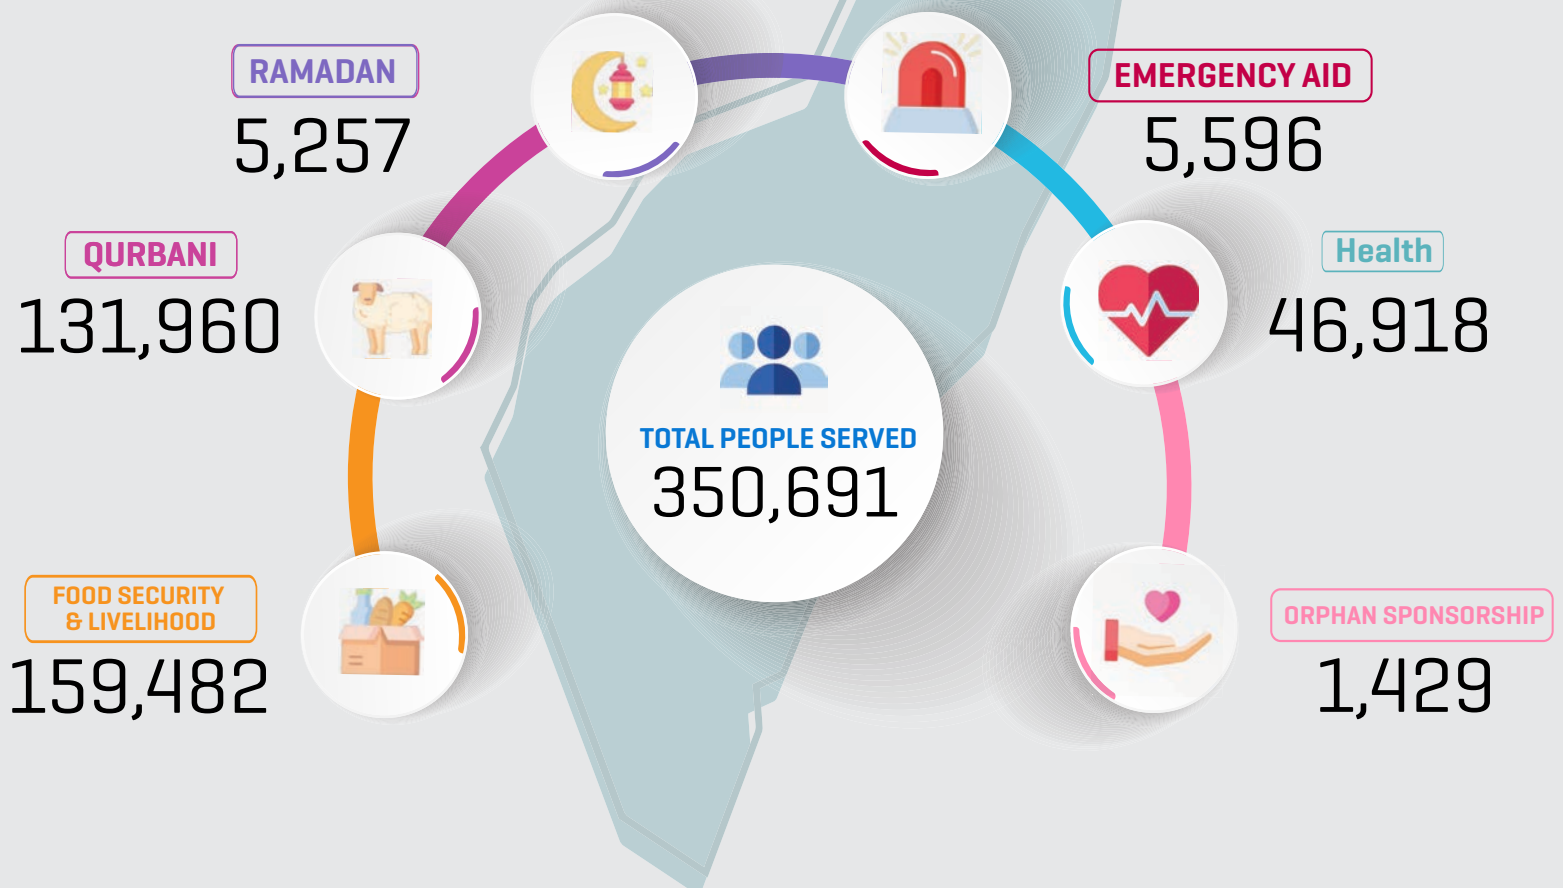 RAMADAN
5,257
EMERGENCY AID
5,596
QURBANI
131,960
Health
46,918
TOTAL PEOPLE SERVED
350,691
FOOD SECURITY
& LIVELIHOOD
159,482
ORPHAN SPONSORSHIP
1,429